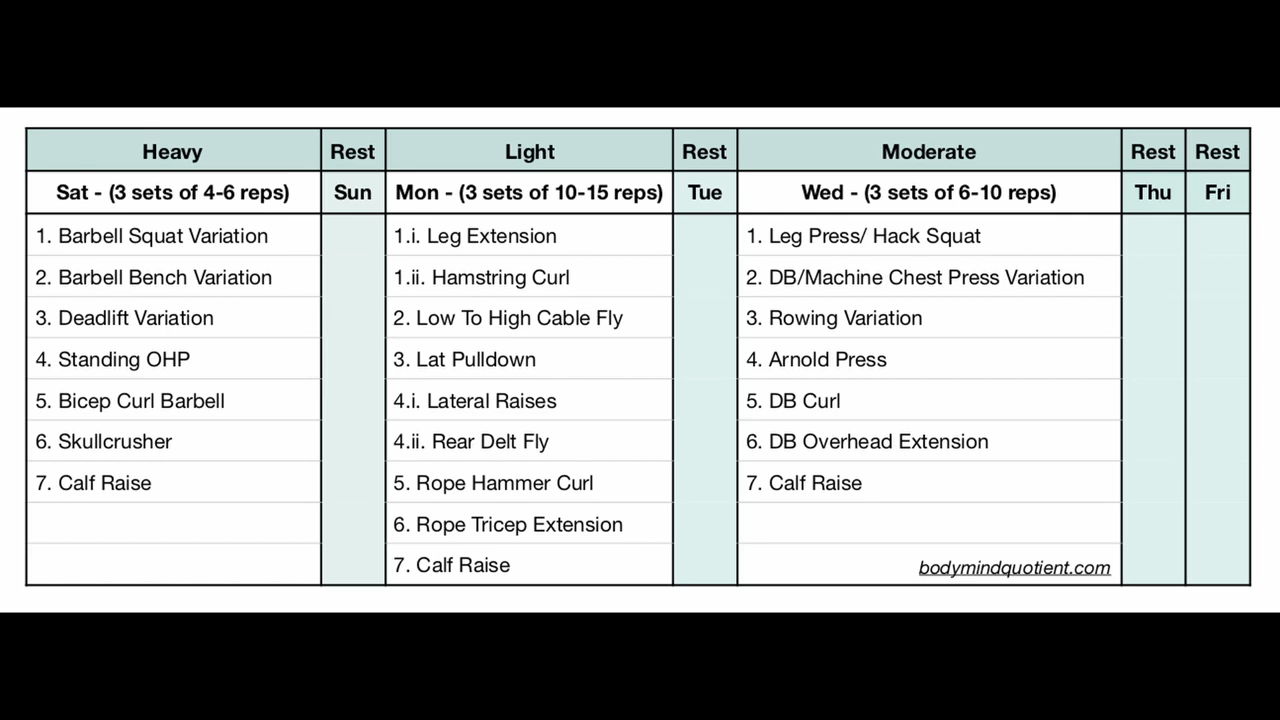 Heavy Rest Light Rest Moderate Rest Rest
Sat - (3 sets of 4-6 reps) Sun Mon - (3 sets of 10-15 reps) Tue Wed - (3 sets of 6-10 reps) Thu Fri
1. Barbell Squat Variation 1.i. Leg Extension 1. Leg Press/ Hack Squat
2. Barbell Bench Variation 1.ii. Hamstring Curl 2. DB/Machine Chest Press Variation
3. Deadlift Variation 2. Low To High Cable Fly 3. Rowing Variation
4. Standing OHP 3. Lat Pulldown 4. Arnold Press
5. Bicep Curl Barbell 4.i. Lateral Raises 5. DB Curl
6. Skullcrusher 4.ii. Rear Delt Fly 6. DB Overhead Extension
7. Calf Raise 5. Rope Hammer Curl 7. Calf Raise
6. Rope Tricep Extension
7. Calf Raise bodymindquotient.com